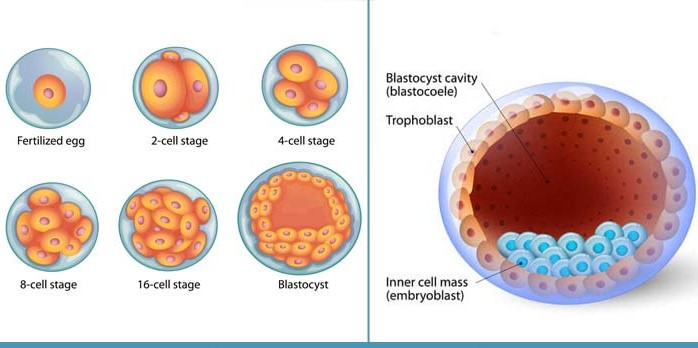 Fertilized egg
2-cell stage
4-cell stage
8-cell stage
16-cell stage
Blastocyst
Blastocyst cavity
(blastocoele)
Trophoblast
Inner cell mass
(embryoblast)